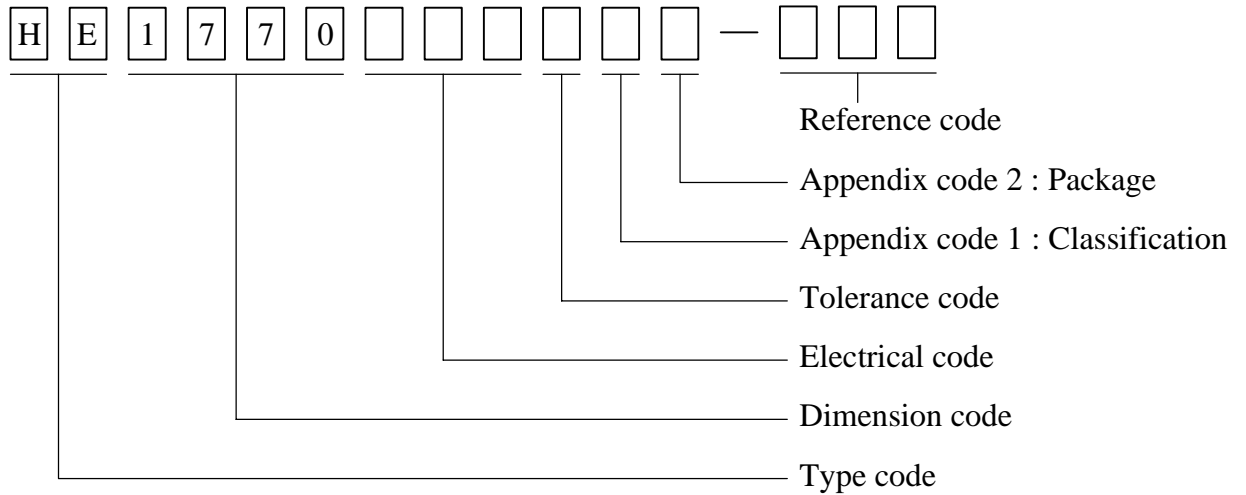 H E 1 7 7 0 —
Reference code
Appendix code 2 : Package
Appendix code 1 : Classification
Tolerance code
Electrical code
Dimension code
Type code